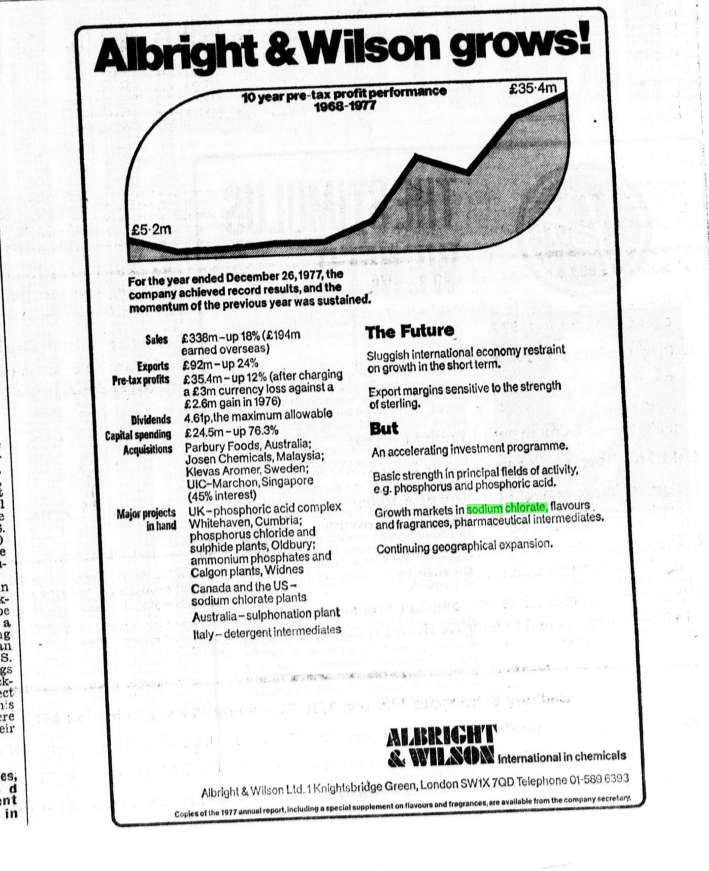 Albright & Wilson grows!
10 year pre-tax profit performance
1968-1977
£35·4m
£5·2m
For the year ended December 26, 1977, the
company achieved record results, and the
momentum of the previous year was sustained.
Sales £338m–up 18% (£194m
earned overseas)
Exports £92m–up 24%
Pre-tax profits £35.4m–up 12% (after charging
a £3m currency loss against a
£2.6m gain in 1976)
Dividends 4.61p, the maximum allowable
Capital spending £24.5m–up 76.3%
Acquisitions Parbury Foods, Australia;
Josen Chemicals, Malaysia;
Klevas Aromer, Sweden;
UIC–Marchon, Singapore
(45% interest)
Major projects UK–phosphoric acid complex
in hand Whitehaven, Cumbria;
phosphorus chloride and
sulphide plants, Oldbury;
ammonium phosphates and
Calgon plants, Widnes
Canada and the US–
sodium chlorate plants
Australia–sulphonation plant
Italy–detergent intermediates
The Future
Sluggish international economy restraint
on growth in the short term.
Export margins sensitive to the strength
of sterling.
But
An accelerating investment programme.
Basic strength in principal fields of activity,
e.g. phosphorus and phosphoric acid.
Growth markets in sodium chlorate, flavours
and fragrances, pharmaceutical intermediates.
Continuing geographical expansion.
ALBRIGHT
& WILSON International in chemicals
Albright & Wilson Ltd. 1 Knightsbridge Green, London SW1X 7QD Telephone 01-589 6393
Copies of the 1977 annual report, including a special supplement on flavours and fragrances, are available from the company secretary.